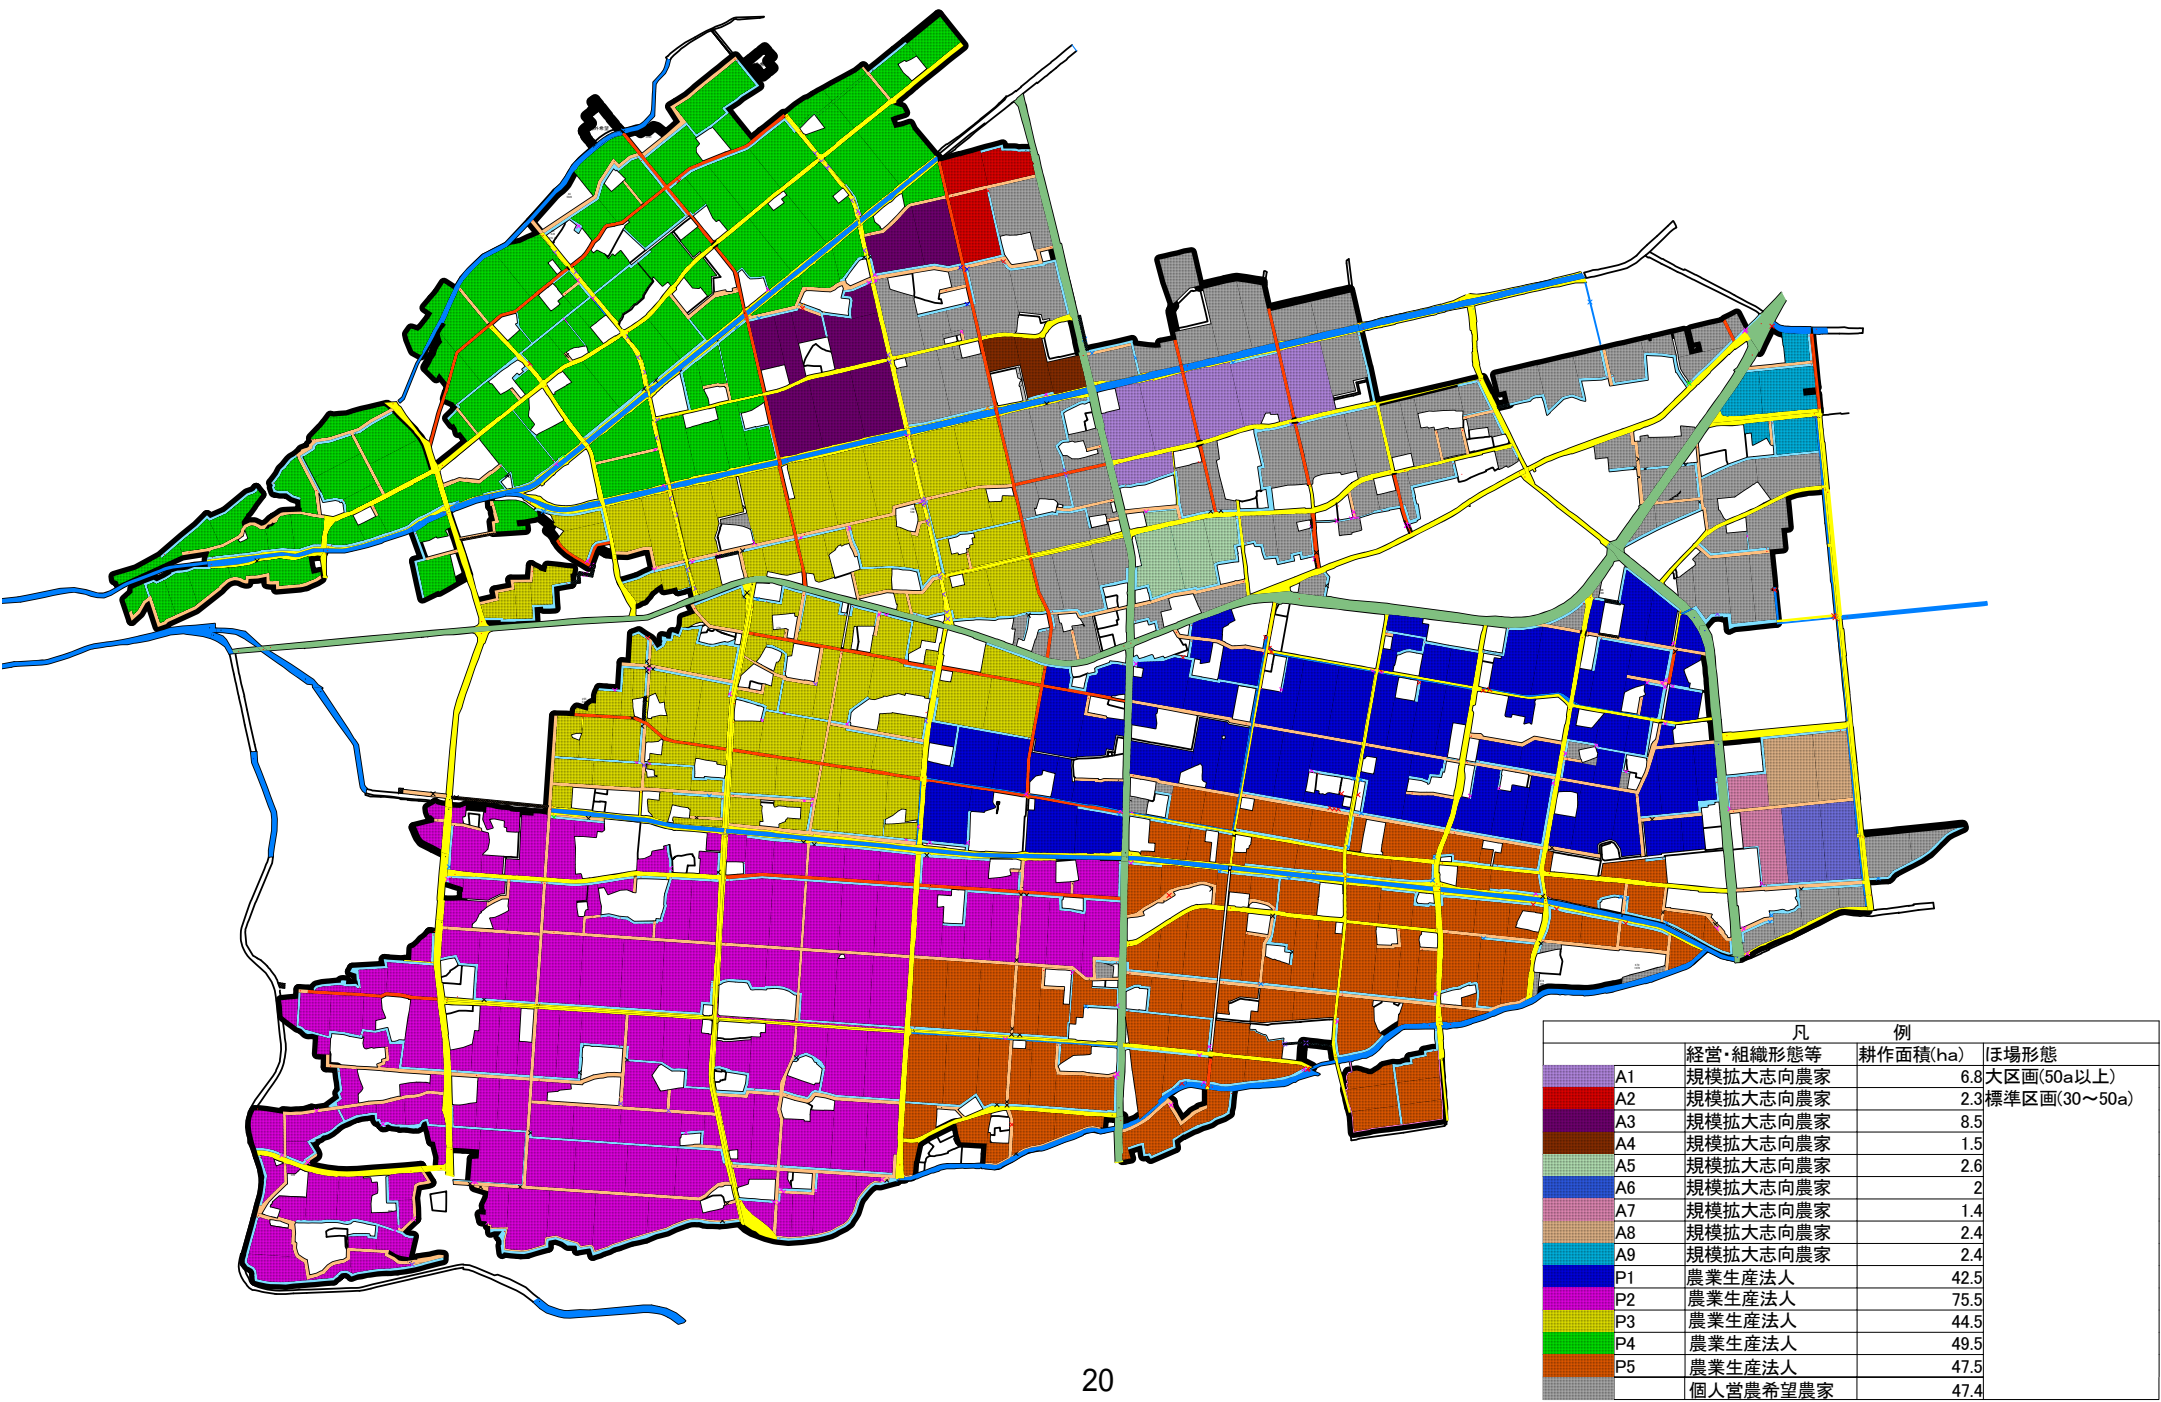 凡 例
経営・組織形態等 耕作面積(ha) ほ場形態
A1 規模拡大志向農家 6.8 大区画(50a以上)
A2 規模拡大志向農家 2.3 標準区画(30～50a)
A3 規模拡大志向農家 8.5
A4 規模拡大志向農家 1.5
A5 規模拡大志向農家 2.6
A6 規模拡大志向農家 2
A7 規模拡大志向農家 1.4
A8 規模拡大志向農家 2.4
A9 規模拡大志向農家 2.4
P1 農業生産法人 42.5
P2 農業生産法人 75.5
P3 農業生産法人 44.5
P4 農業生産法人 49.5
P5 農業生産法人 47.5
個人営農希望農家 47.4
20